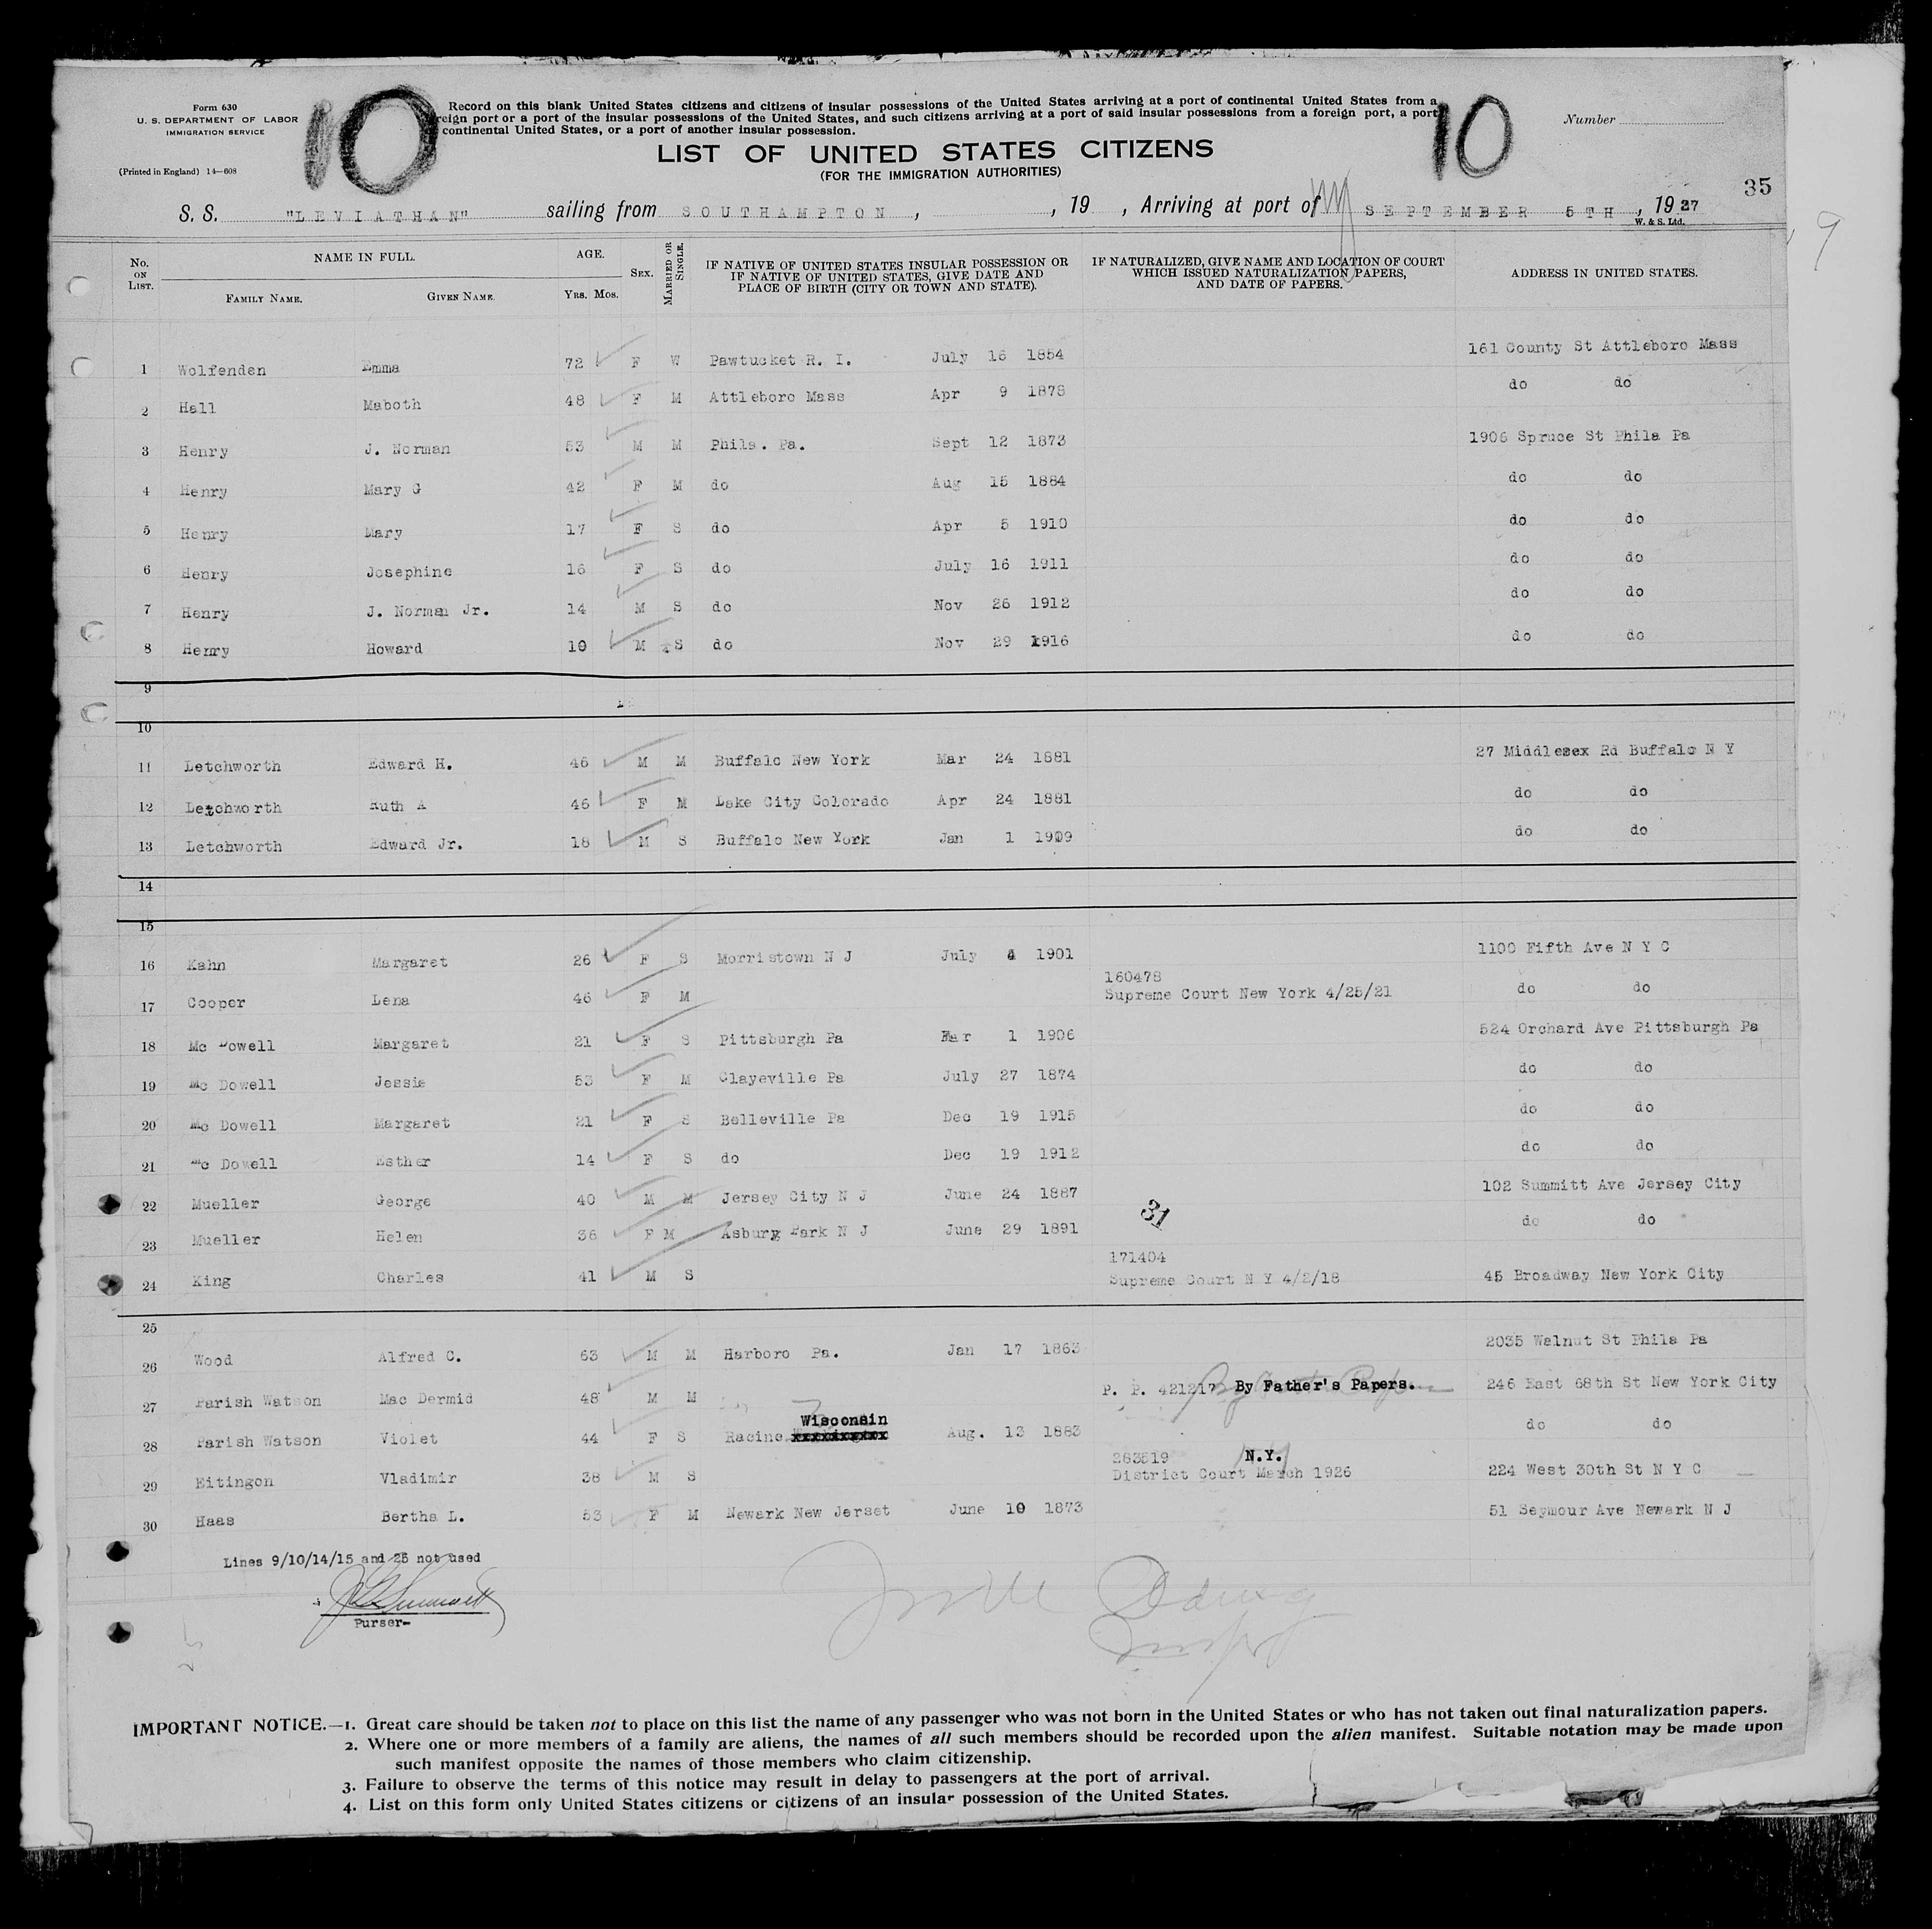 Form 630
U. S. DEPARTMENT OF LABOR
IMMIGRATION SERVICE
(Printed in England) 14—608
10
Record on this blank United States citizens and citizens of insular possessions of the United States arriving at a port of continental United States from a
reign port or a port of the insular possessions of the United States, and such citizens arriving at a port of said insular possessions from a foreign port, a port
continental United States, or a port of another insular possession.
10
Number
LIST OF UNITED STATES CITIZENS
(FOR THE IMMIGRATION AUTHORITIES)
35
S. S. "LEVIATHAN" sailing from SOUTHAMPTON, , 19 , Arriving at port of NY SEPTEMBER 5TH, 1927
W. & S. Ltd.
9
No. ON LIST. NAME IN FULL. AGE. SEX. MARRIED OR SINGLE. IF NATIVE OF UNITED STATES INSULAR POSSESSION OR IF NATIVE OF UNITED STATES, GIVE DATE AND PLACE OF BIRTH (CITY OR TOWN AND STATE). IF NATURALIZED, GIVE NAME AND LOCATION OF COURT WHICH ISSUED NATURALIZATION PAPERS, AND DATE OF PAPERS. ADDRESS IN UNITED STATES.
FAMILY NAME. GIVEN NAME. YRS. MOS.
1 Wolfenden Emma 72 F W Pawtucket R. I. July 16 1854 161 County St Attleboro Mass
2 Hall Maboth 48 F M Attleboro Mass Apr 9 1878 do do
3 Henry J. Norman 53 M M Phila. Pa. Sept 12 1873 1906 Spruce St Phila Pa
4 Henry Mary G 42 F M do Aug 15 1884 do do
5 Henry Mary 17 F S do Apr 5 1910 do do
6 Henry Josephine 16 F S do July 16 1911 do do
7 Henry J. Norman Jr. 14 M S do Nov 26 1912 do do
8 Henry Howard 10 M S do Nov 29 1916 do do
9
10
11 Letchworth Edward H. 46 M M Buffalo New York Mar 24 1881 27 Middlesex Rd Buffalo N Y
12 Letchworth Ruth A 46 F M Lake City Colorado Apr 24 1881 do do
13 Letchworth Edward Jr. 18 M S Buffalo New York Jan 1 1909 do do
14
15
16 Kahn Margaret 26 F S Morristown N J July 4 1901 1100 Fifth Ave N Y C
160478
17 Cooper Lena 46 F M Supreme Court New York 4/25/21 do do
18 Mc Dowell Margaret 21 F S Pittsburgh Pa Mar 1 1906 524 Orchard Ave Pittsburgh Pa
19 Mc Dowell Jessie 53 F M Clayeville Pa July 27 1874 do do
20 Mc Dowell Margaret 21 F S Belleville Pa Dec 19 1915 do do
21 Mc Dowell Esther 14 F S do Dec 19 1912 do do
22 Mueller George 40 M M Jersey City N J June 24 1887 102 Summitt Ave Jersey City
31
23 Mueller Helen 36 F M Asbury Park N J June 29 1891 do do
171404
24 King Charles 41 M S Supreme Court N Y 4/2/18 45 Broadway New York City
25
26 Wood Alfred C. 63 M M Harboro Pa. Jan 17 1863 2035 Walnut St Phila Pa
27 Parish Watson Mac Dermid 48 M M P. P. 421217 By Father's Papers. 246 East 68th St New York City
Wisconsin
28 Parish Watson Violet 44 F S Racine Aug. 13 1883 do do
263519 N.Y.
29 Eitingon Vladimir 38 M S District Court March 1926 224 West 30th St N Y C
30 Haas Bertha L. 53 F M Newark New Jerset June 10 1873 51 Seymour Ave Newark N J
Lines 9/10/14/15 and 25 not used
Purser-
IMPORTANT NOTICE.—1. Great care should be taken not to place on this list the name of any passenger who was not born in the United States or who has not taken out final naturalization papers.
2. Where one or more members of a family are aliens, the names of all such members should be recorded upon the alien manifest. Suitable notation may be made upon
such manifest opposite the names of those members who claim citizenship.
3. Failure to observe the terms of this notice may result in delay to passengers at the port of arrival.
4. List on this form only United States citizens or citizens of an insular possession of the United States.